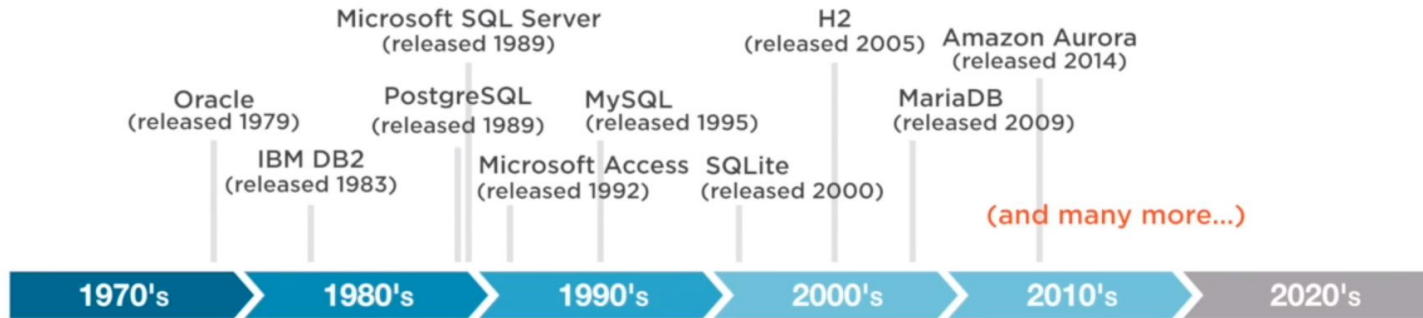 Microsoft SQL Server
(released 1989)
H2
(released 2005)
Amazon Aurora
(released 2014)
Oracle
(released 1979)
PostgreSQL
(released 1989)
MySQL
(released 1995)
MariaDB
(released 2009)
IBM DB2
(released 1983)
Microsoft Access
(released 1992)
SQLite
(released 2000)
(and many more...)
1970's
1980's
1990's
2000's
2010's
2020's